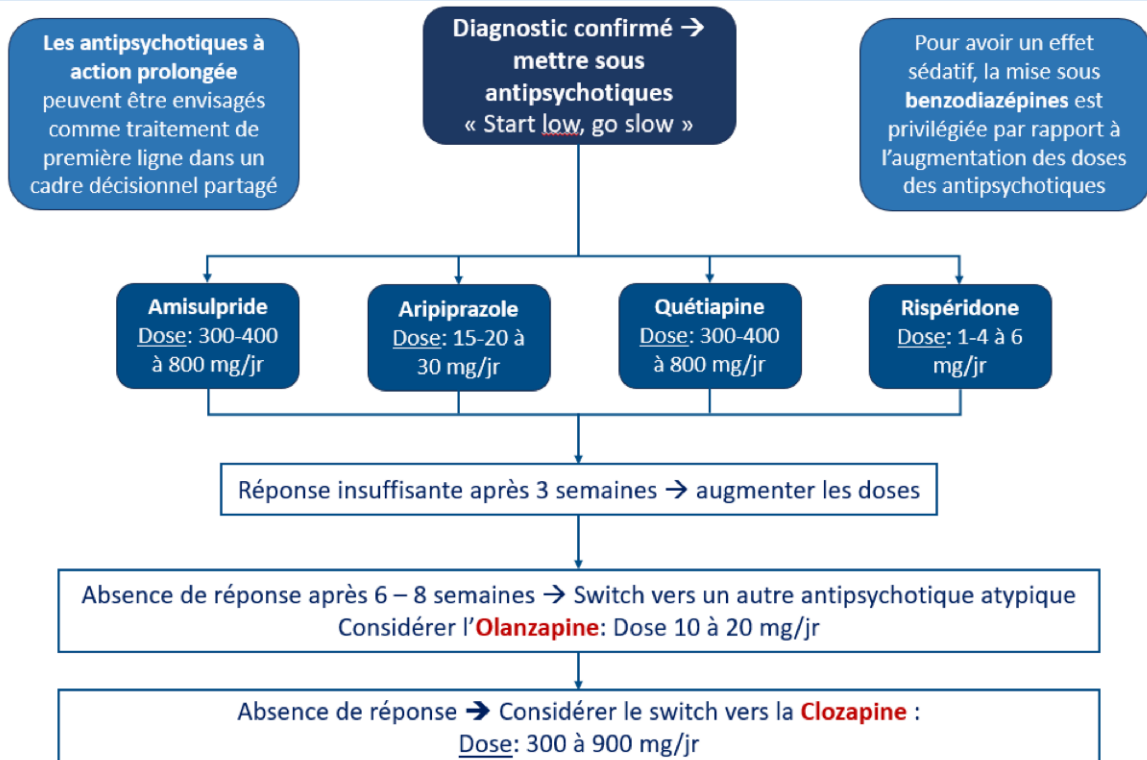 Les antipsychotiques à
action prolongée
peuvent être envisagés
comme traitement de
première ligne dans un
cadre décisionnel partagé
Diagnostic confirmé →
mettre sous
antipsychotiques
« Start low, go slow »
Pour avoir un effet
sédatif, la mise sous
benzodiazépines est
privilégiée par rapport à
l’augmentation des doses
des antipsychotiques
Amisulpride
Dose: 300-400
à 800 mg/jr
Aripiprazole
Dose: 15-20 à
30 mg/jr
Quétiapine
Dose: 300-400
à 800 mg/jr
Rispéridone
Dose: 1-4 à 6
mg/jr
Réponse insuffisante après 3 semaines → augmenter les doses
Absence de réponse après 6 – 8 semaines → Switch vers un autre antipsychotique atypique
Considérer l’Olanzapine: Dose 10 à 20 mg/jr
Absence de réponse → Considérer le switch vers la Clozapine :
Dose: 300 à 900 mg/jr